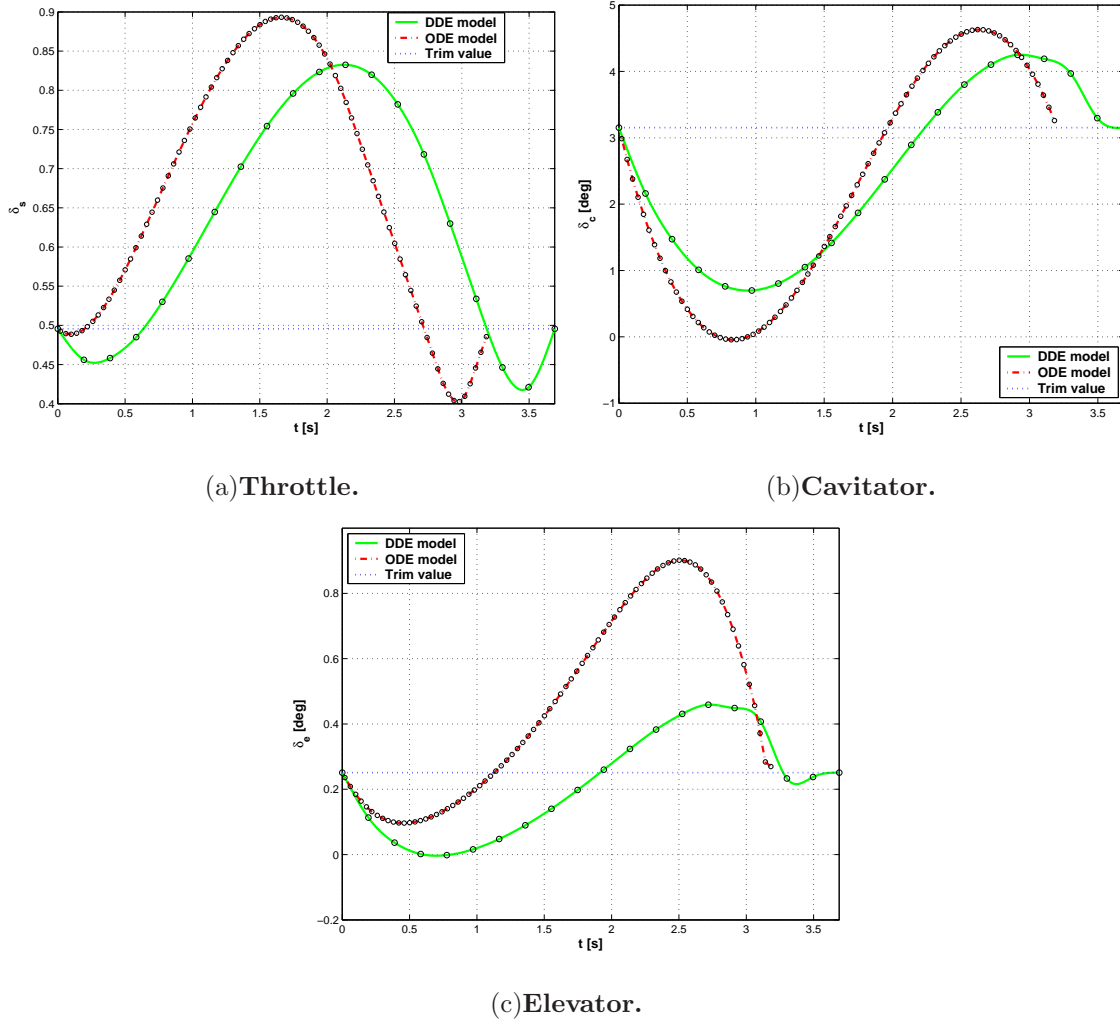 0.9
0.85
0.8
0.75
0.7
0.65
0.6
0.55
0.5
0.45
0.4
δs
0 0.5 1 1.5 2 2.5 3 3.5
t [s]
DDE model
ODE model
Trim value
(a)Throttle.
5
4
3
2
1
0
−1
δc [deg]
0 0.5 1 1.5 2 2.5 3 3.5
t [s]
DDE model
ODE model
Trim value
(b)Cavitator.
DDE model
ODE model
Trim value
0.8
0.6
0.4
0.2
0
−0.2
δe [deg]
0 0.5 1 1.5 2 2.5 3 3.5
t [s]
(c)Elevator.